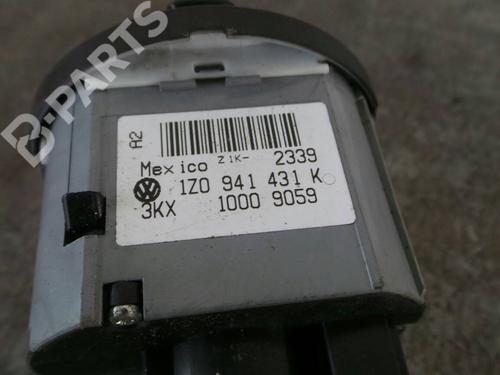 B-PARTS
A2
Mexico Z1K- 2339
1Z0 941 431 K
3KX 1000 9059